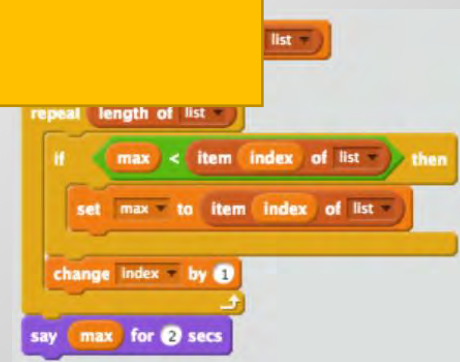 list
repeat length of list
if max < item index of list then
set max to item index of list
change index by 1
say max for 2 secs